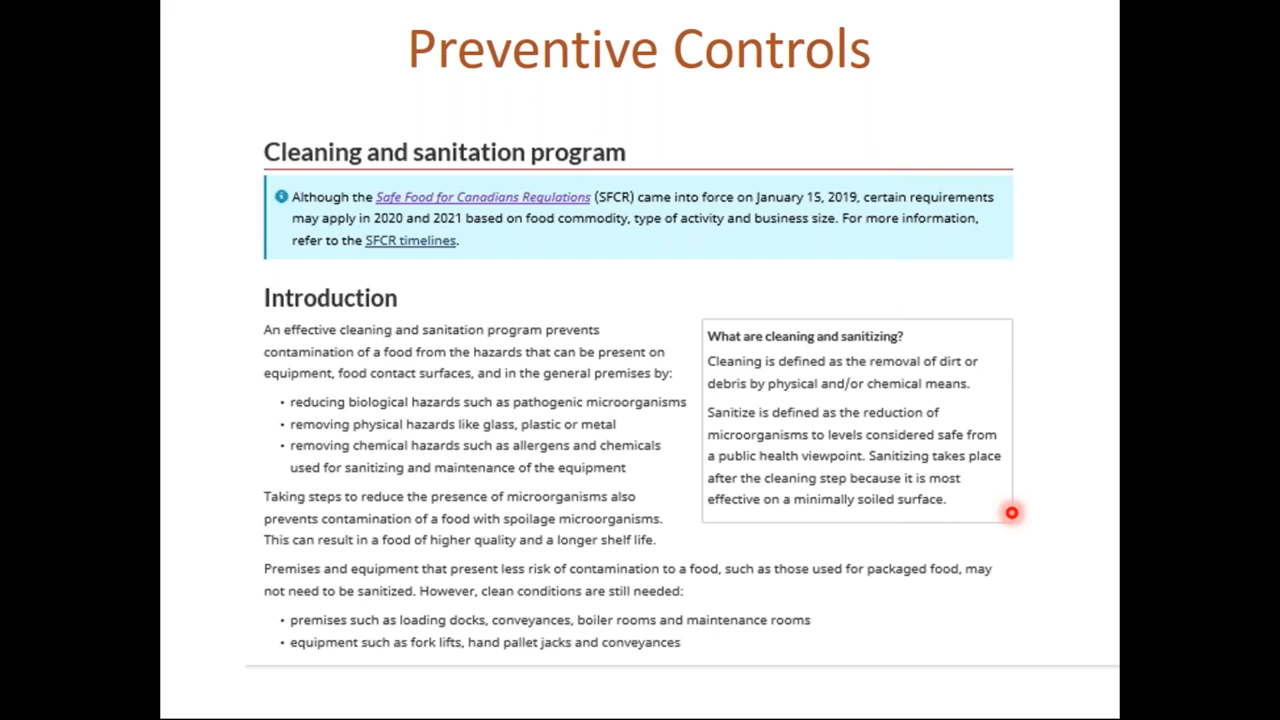 Preventive Controls
Cleaning and sanitation program
Although the Safe Food for Canadians Regulations (SFCR) came into force on January 15, 2019, certain requirements
may apply in 2020 and 2021 based on food commodity, type of activity and business size. For more information,
refer to the SFCR timelines.
Introduction
An effective cleaning and sanitation program prevents
contamination of a food from the hazards that can be present on
equipment, food contact surfaces, and in the general premises by:
• reducing biological hazards such as pathogenic microorganisms
• removing physical hazards like glass, plastic or metal
• removing chemical hazards such as allergens and chemicals
used for sanitizing and maintenance of the equipment
Taking steps to reduce the presence of microorganisms also
prevents contamination of a food with spoilage microorganisms.
This can result in a food of higher quality and a longer shelf life.
What are cleaning and sanitizing?
Cleaning is defined as the removal of dirt or
debris by physical and/or chemical means.
Sanitize is defined as the reduction of
microorganisms to levels considered safe from
a public health viewpoint. Sanitizing takes place
after the cleaning step because it is most
effective on a minimally soiled surface.
Premises and equipment that present less risk of contamination to a food, such as those used for packaged food, may
not need to be sanitized. However, clean conditions are still needed:
• premises such as loading docks, conveyances, boiler rooms and maintenance rooms
• equipment such as fork lifts, hand pallet jacks and conveyances